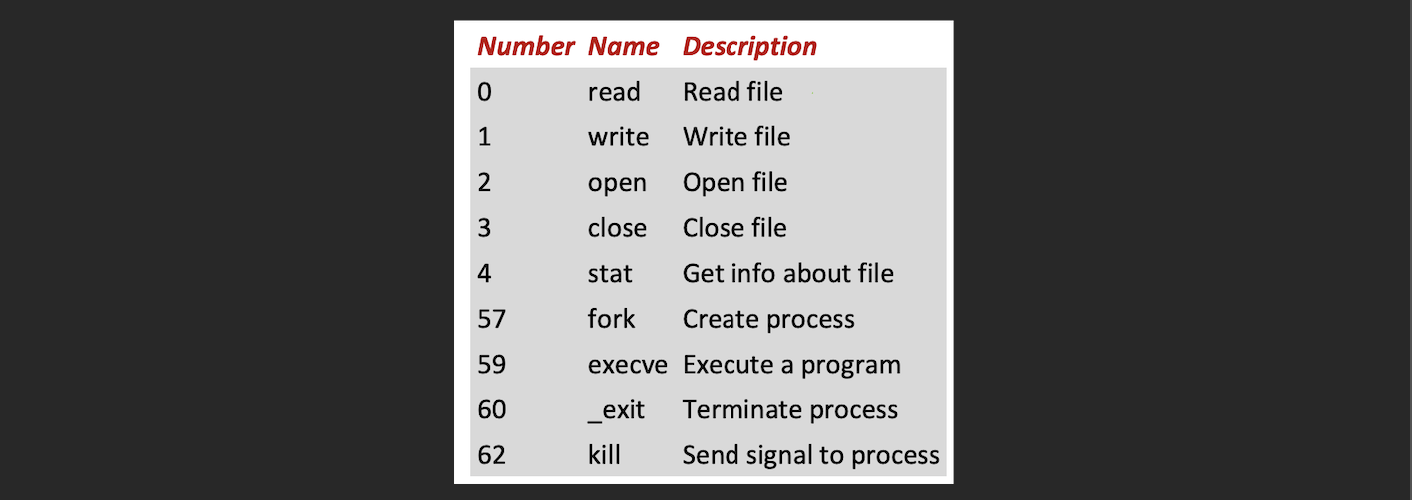 Number Name Description
0 read Read file
1 write Write file
2 open Open file
3 close Close file
4 stat Get info about file
57 fork Create process
59 execve Execute a program
60 _exit Terminate process
62 kill Send signal to process